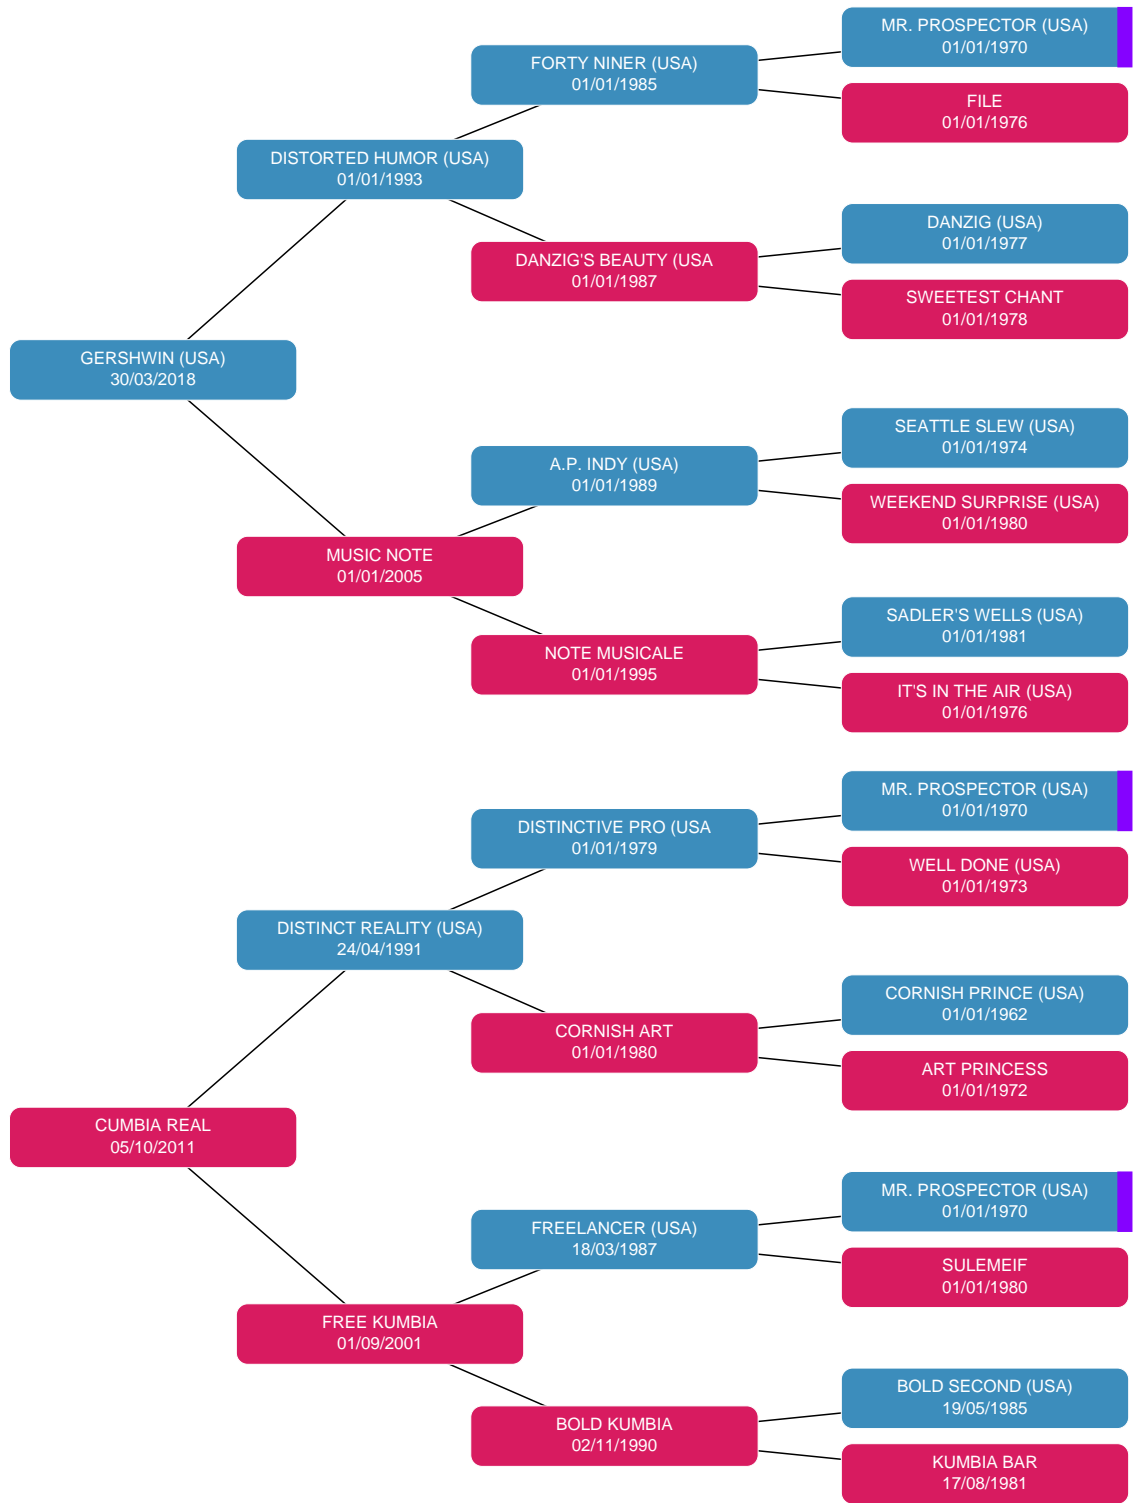 MR. PROSPECTOR (USA)
01/01/1970
FORTY NINER (USA)
01/01/1985
FILE
01/01/1976
DISTORTED HUMOR (USA)
01/01/1993
DANZIG (USA)
01/01/1977
DANZIG'S BEAUTY (USA
01/01/1987
SWEETEST CHANT
01/01/1978
GERSHWIN (USA)
30/03/2018
SEATTLE SLEW (USA)
01/01/1974
A.P. INDY (USA)
01/01/1989
WEEKEND SURPRISE (USA)
01/01/1980
MUSIC NOTE
01/01/2005
SADLER'S WELLS (USA)
01/01/1981
NOTE MUSICALE
01/01/1995
IT'S IN THE AIR (USA)
01/01/1976
MR. PROSPECTOR (USA)
01/01/1970
DISTINCTIVE PRO (USA
01/01/1979
WELL DONE (USA)
01/01/1973
DISTINCT REALITY (USA)
24/04/1991
CORNISH PRINCE (USA)
01/01/1962
CORNISH ART
01/01/1980
ART PRINCESS
01/01/1972
CUMBIA REAL
05/10/2011
MR. PROSPECTOR (USA)
01/01/1970
FREELANCER (USA)
18/03/1987
SULEMEIF
01/01/1980
FREE KUMBIA
01/09/2001
BOLD SECOND (USA)
19/05/1985
BOLD KUMBIA
02/11/1990
KUMBIA BAR
17/08/1981